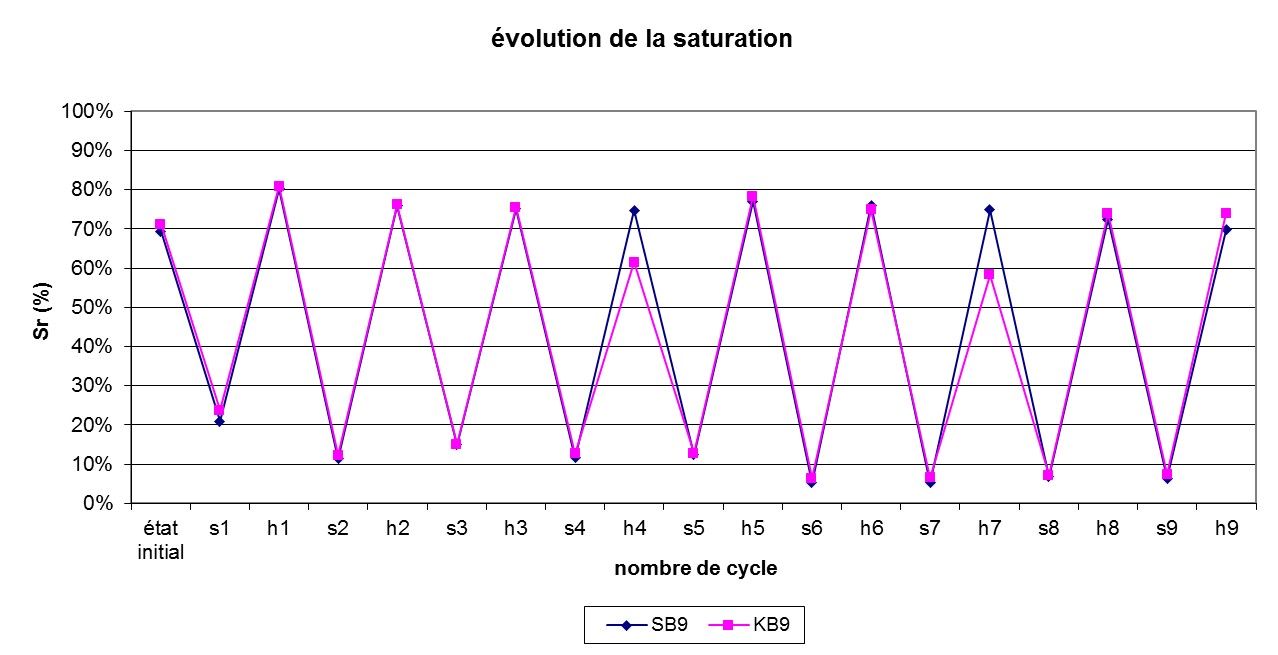 évolution de la saturation
100%
90%
80%
70%
60%
50%
40%
30%
20%
10%
0%
Sr (%)
état initial s1 h1 s2 h2 s3 h3 s4 h4 s5 h5 s6 h6 s7 h7 s8 h8 s9 h9
nombre de cycle
SB9 KB9